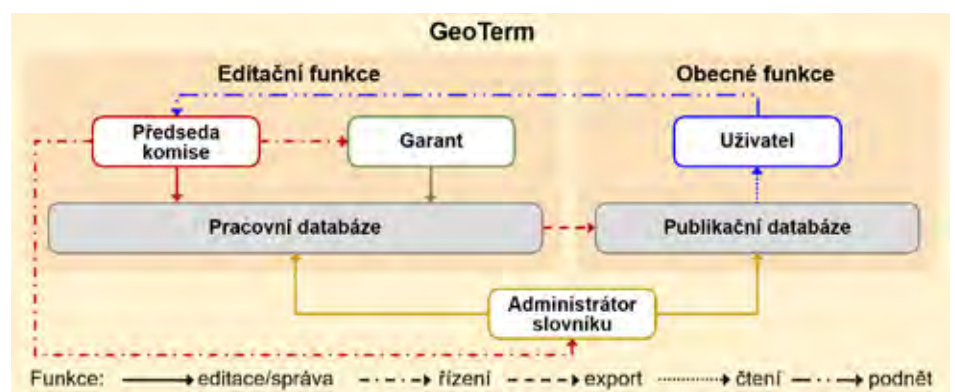 GeoTerm
Editační funkce
Obecné funkce
Předseda
komise
Garant
Uživatel
Pracovní databáze
Publikační databáze
Administrátor
slovníku
Funkce: editace/správa řízení export čtení podnět